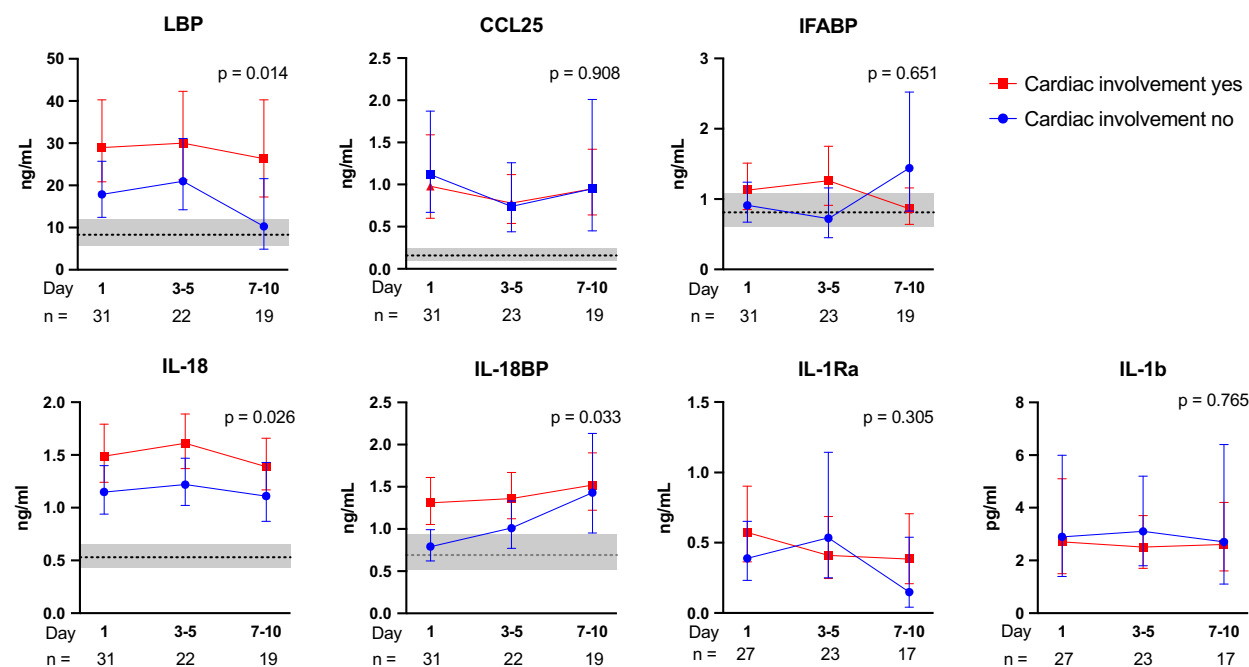 LBP
p = 0.014
ng/mL
50
40
30
20
10
0
Day 1 3-5 7-10
n = 31 22 19
CCL25
p = 0.908
ng/mL
2.5
2.0
1.5
1.0
0.5
0.0
Day 1 3-5 7-10
n = 31 23 19
IFABP
p = 0.651
ng/mL
3
2
1
0
Day 1 3-5 7-10
n = 31 23 19
Cardiac involvement yes
Cardiac involvement no
IL-18
p = 0.026
ng/ml
2.0
1.5
1.0
0.5
0.0
Day 1 3-5 7-10
n = 31 22 19
IL-18BP
p = 0.033
ng/mL
2.5
2.0
1.5
1.0
0.5
0.0
Day 1 3-5 7-10
n = 31 22 19
IL-1Ra
p = 0.305
ng/mL
1.5
1.0
0.5
0.0
Day 1 3-5 7-10
n = 27 23 17
IL-1b
p = 0.765
pg/ml
8
6
4
2
0
Day 1 3-5 7-10
n = 27 23 17